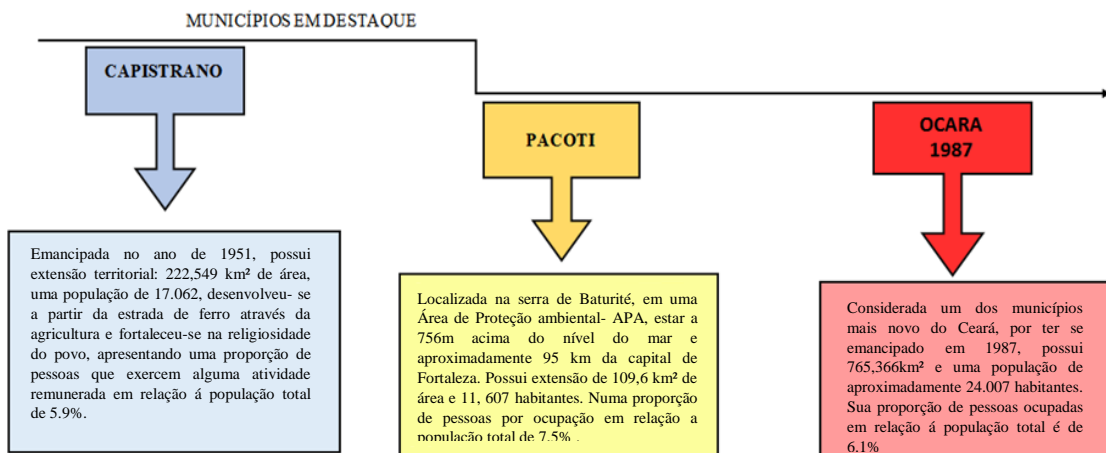 MUNICÍPIOS EM DESTAQUE
CAPISTRANO
PACOTI
OCARA
1987
Emancipada no ano de 1951, possui
extensão territorial: 222,549 km² de área,
uma população de 17.062, desenvolveu- se
a partir da estrada de ferro através da
agricultura e fortaleceu-se na religiosidade
do povo, apresentando uma proporção de
pessoas que exercem alguma atividade
remunerada em relação á população total
de 5.9%.
Localizada na serra de Baturité, em uma
Área de Proteção ambiental- APA, estar a
756m acima do nível do mar e
aproximadamente 95 km da capital de
Fortaleza. Possui extensão de 109,6 km² de
área e 11, 607 habitantes. Numa proporção
de pessoas por ocupação em relação a
população total de 7.5% .
Considerada um dos municípios
mais novo do Ceará, por ter se
emancipado em 1987, possui
765,366km² e uma população de
aproximadamente 24.007 habitantes.
Sua proporção de pessoas ocupadas
em relação á população total é de
6.1%